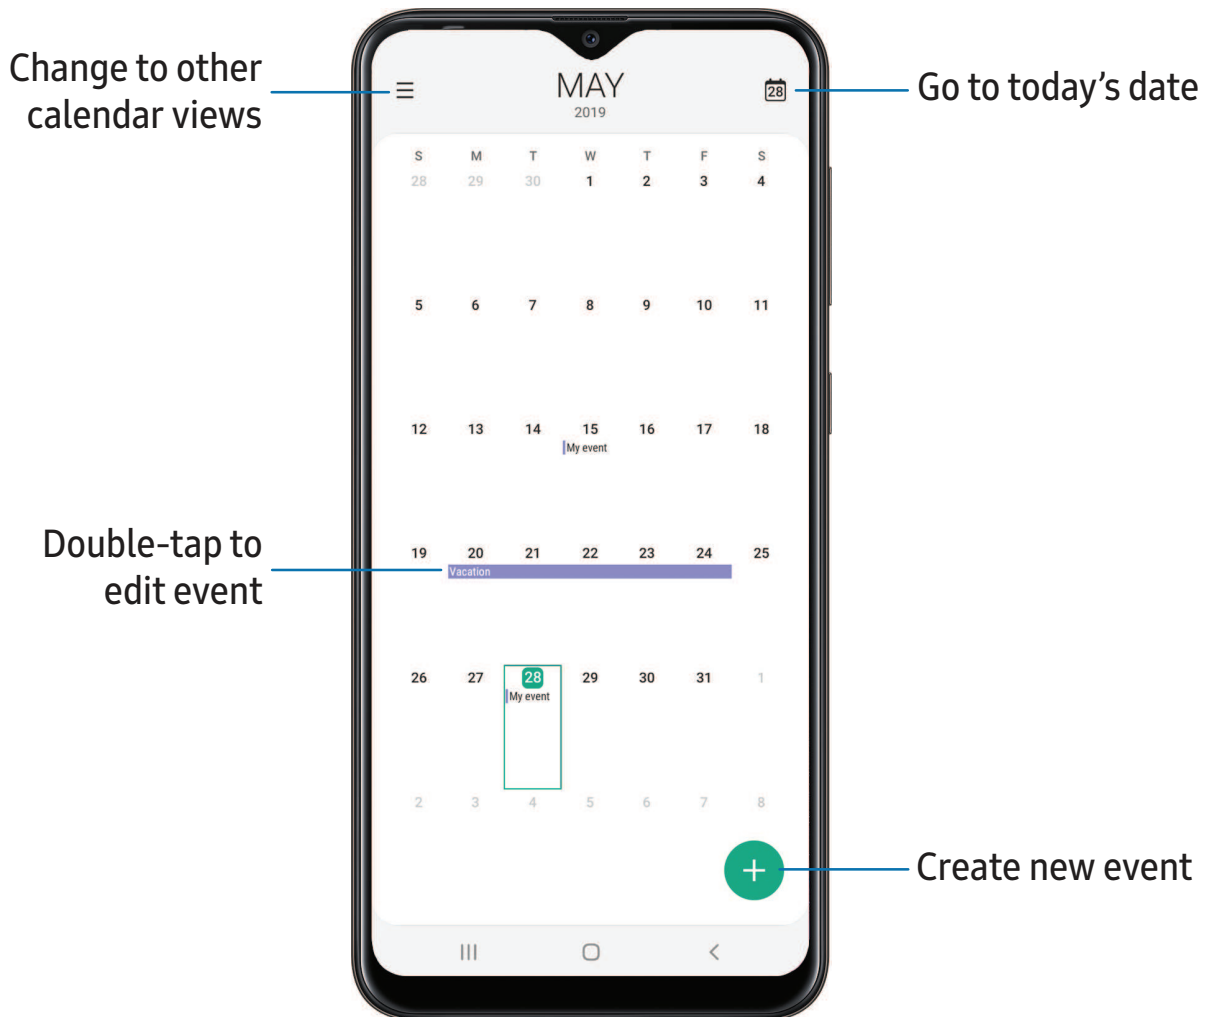 Change to other
calendar views
MAY
2019
28
Go to today's date
S M T W T F S
28 29 30 1 2 3 4
5 6 7 8 9 10 11
12 13 14 15 16 17 18
My event
Double-tap to
edit event
19 20 21 22 23 24 25
Vacation
26 27 28 29 30 31 1
My event
2 3 4 5 6 7 8
+
Create new event